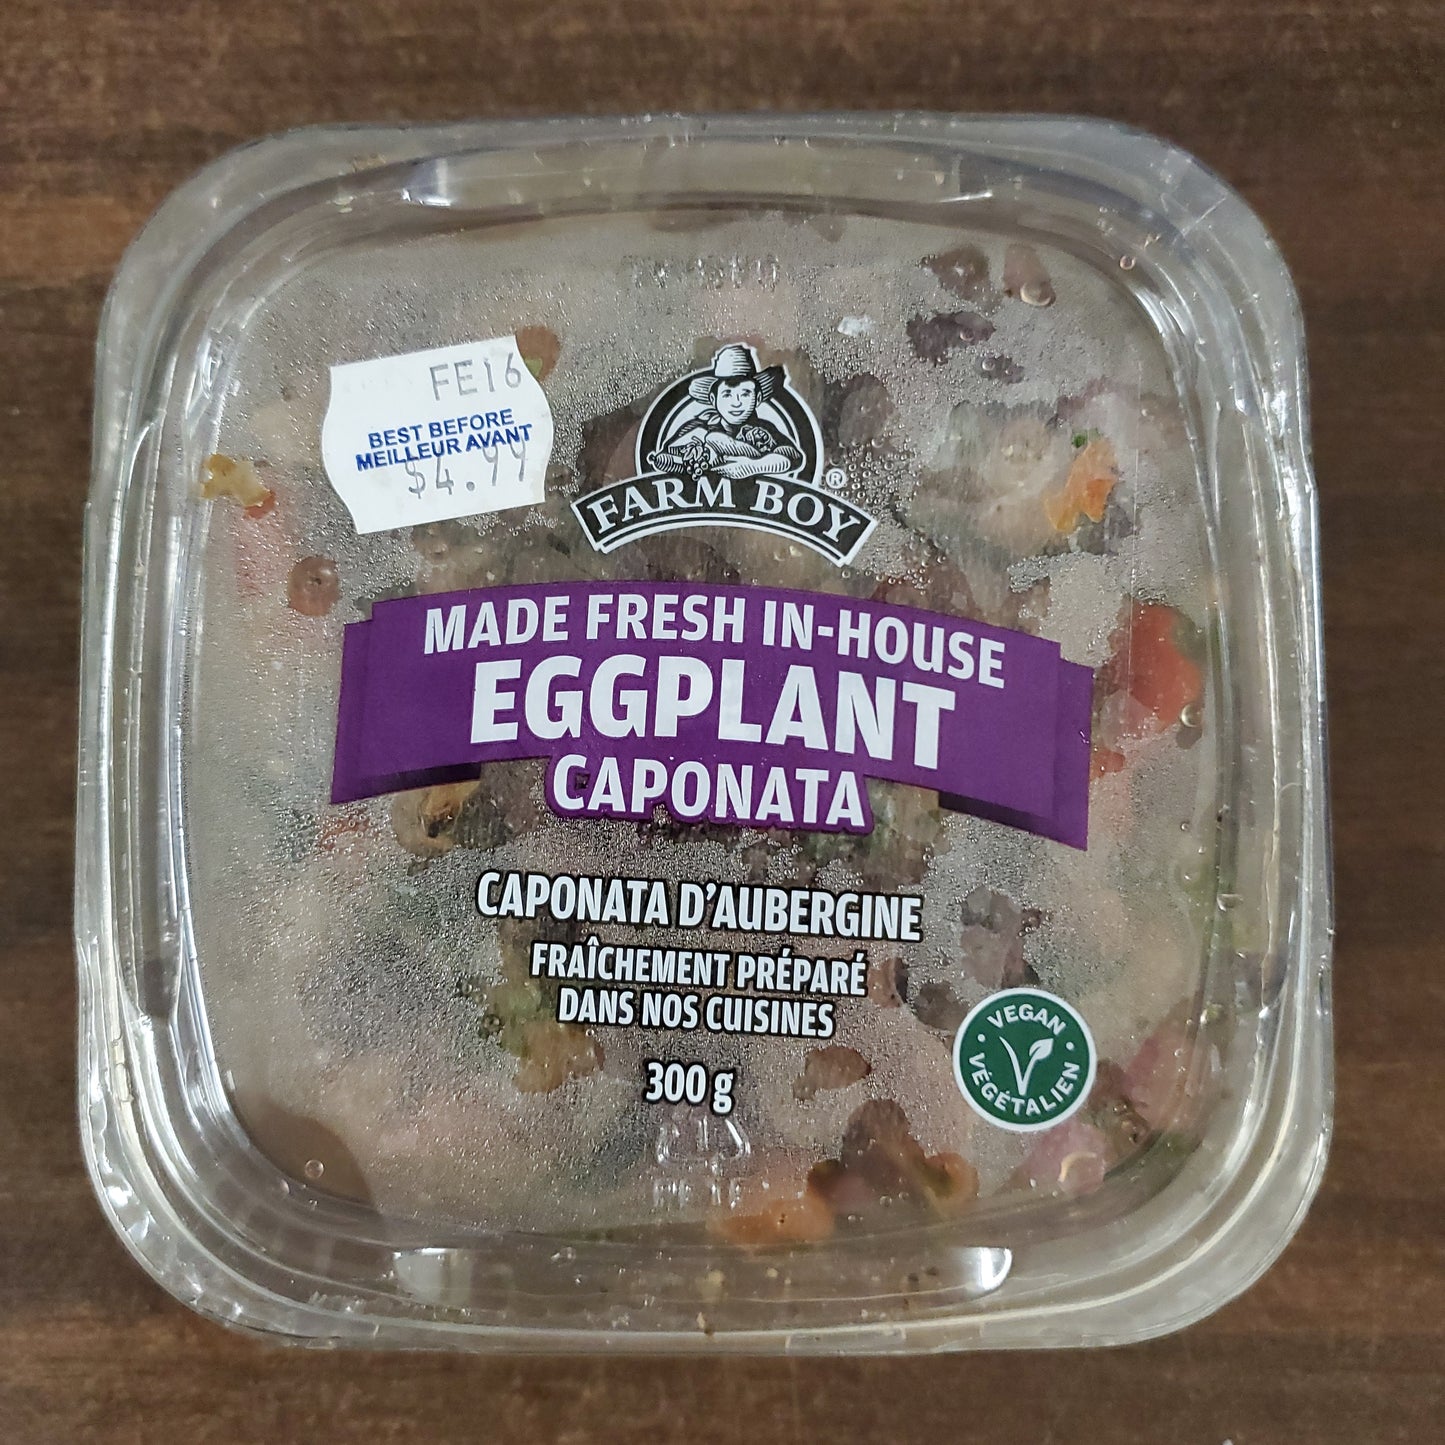 FE16
BEST BEFORE
MEILLEUR AVANT
$4.99
FARM BOY®
MADE FRESH IN-HOUSE
EGGPLANT
CAPONATA
CAPONATA D'AUBERGINE
FRAÎCHEMENT PRÉPARÉ
DANS NOS CUISINES
300 g
VEGAN
VÉGÉTALIEN